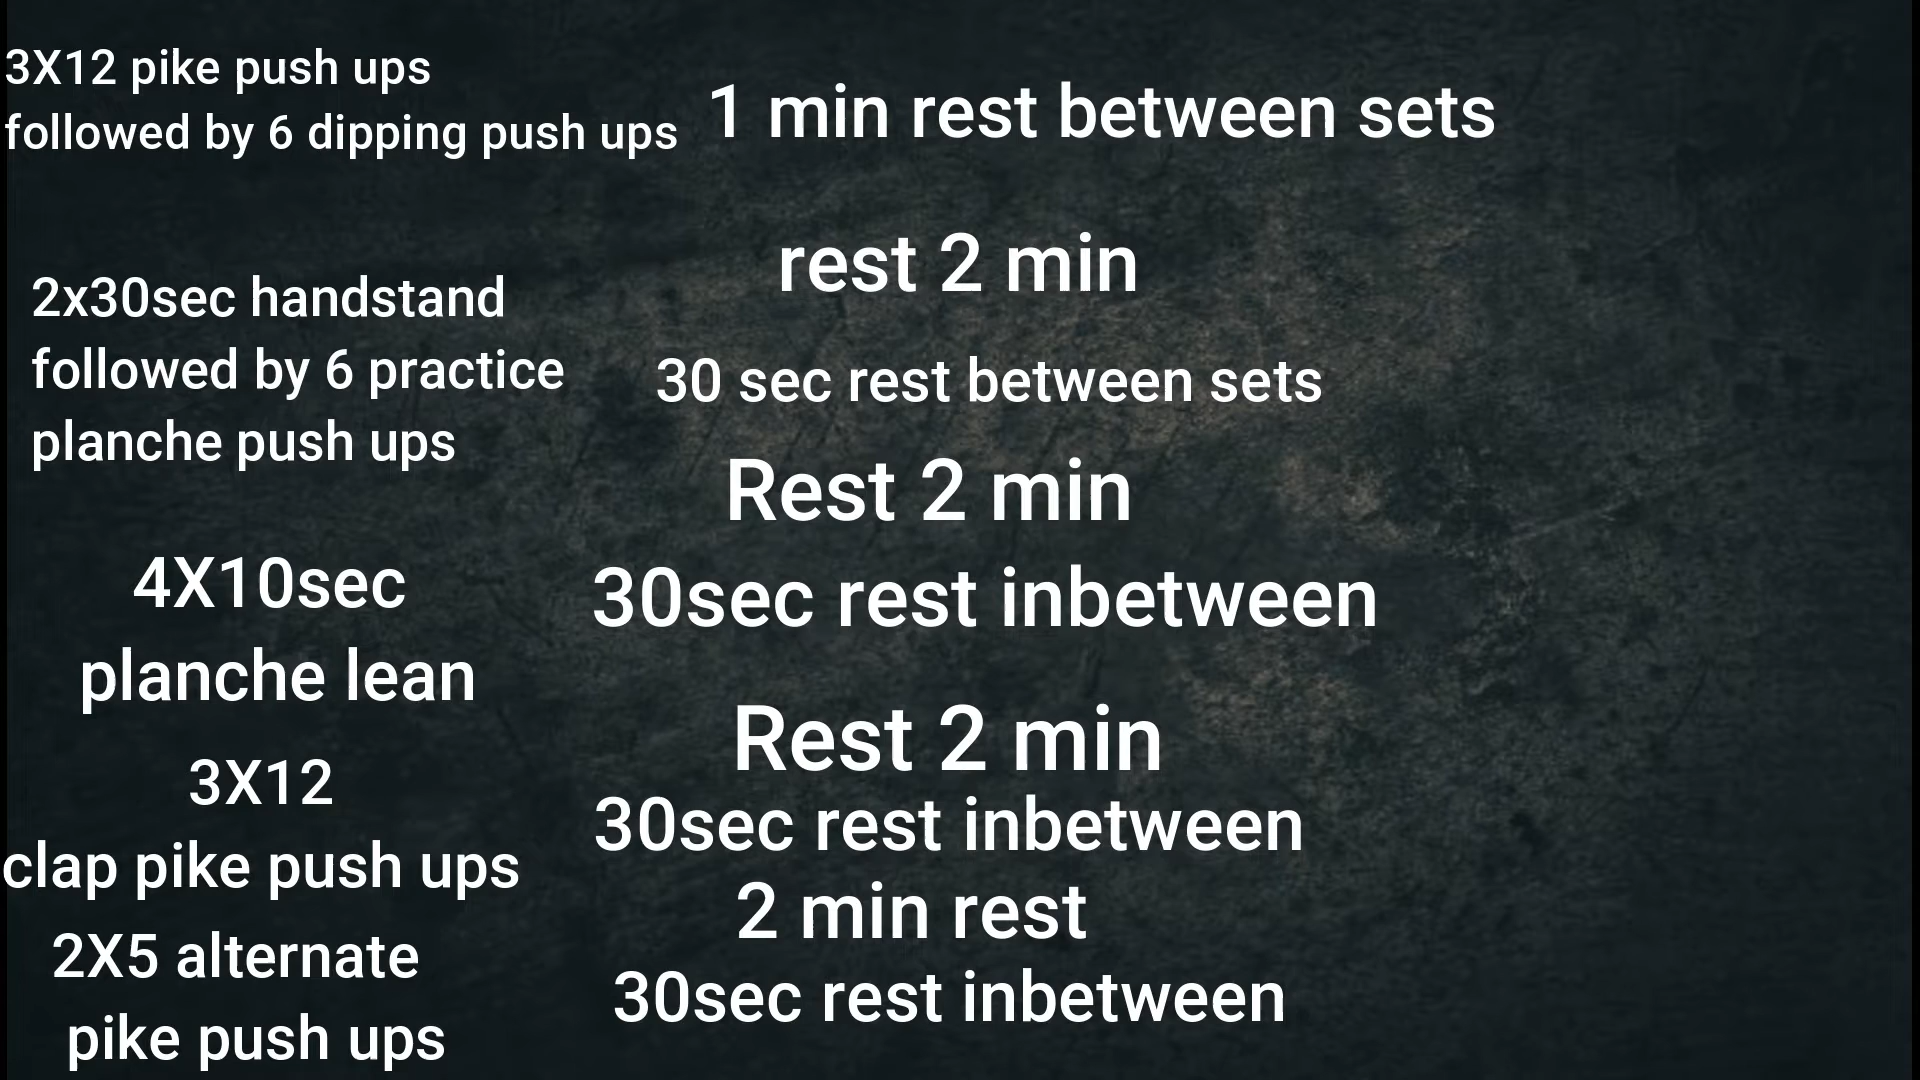 3X12 pike push ups
followed by 6 dipping push ups
1 min rest between sets
rest 2 min
2x30sec handstand
followed by 6 practice
planche push ups
30 sec rest between sets
Rest 2 min
4X10sec
planche lean
30sec rest inbetween
Rest 2 min
3X12
clap pike push ups
30sec rest inbetween
2 min rest
2X5 alternate
pike push ups
30sec rest inbetween